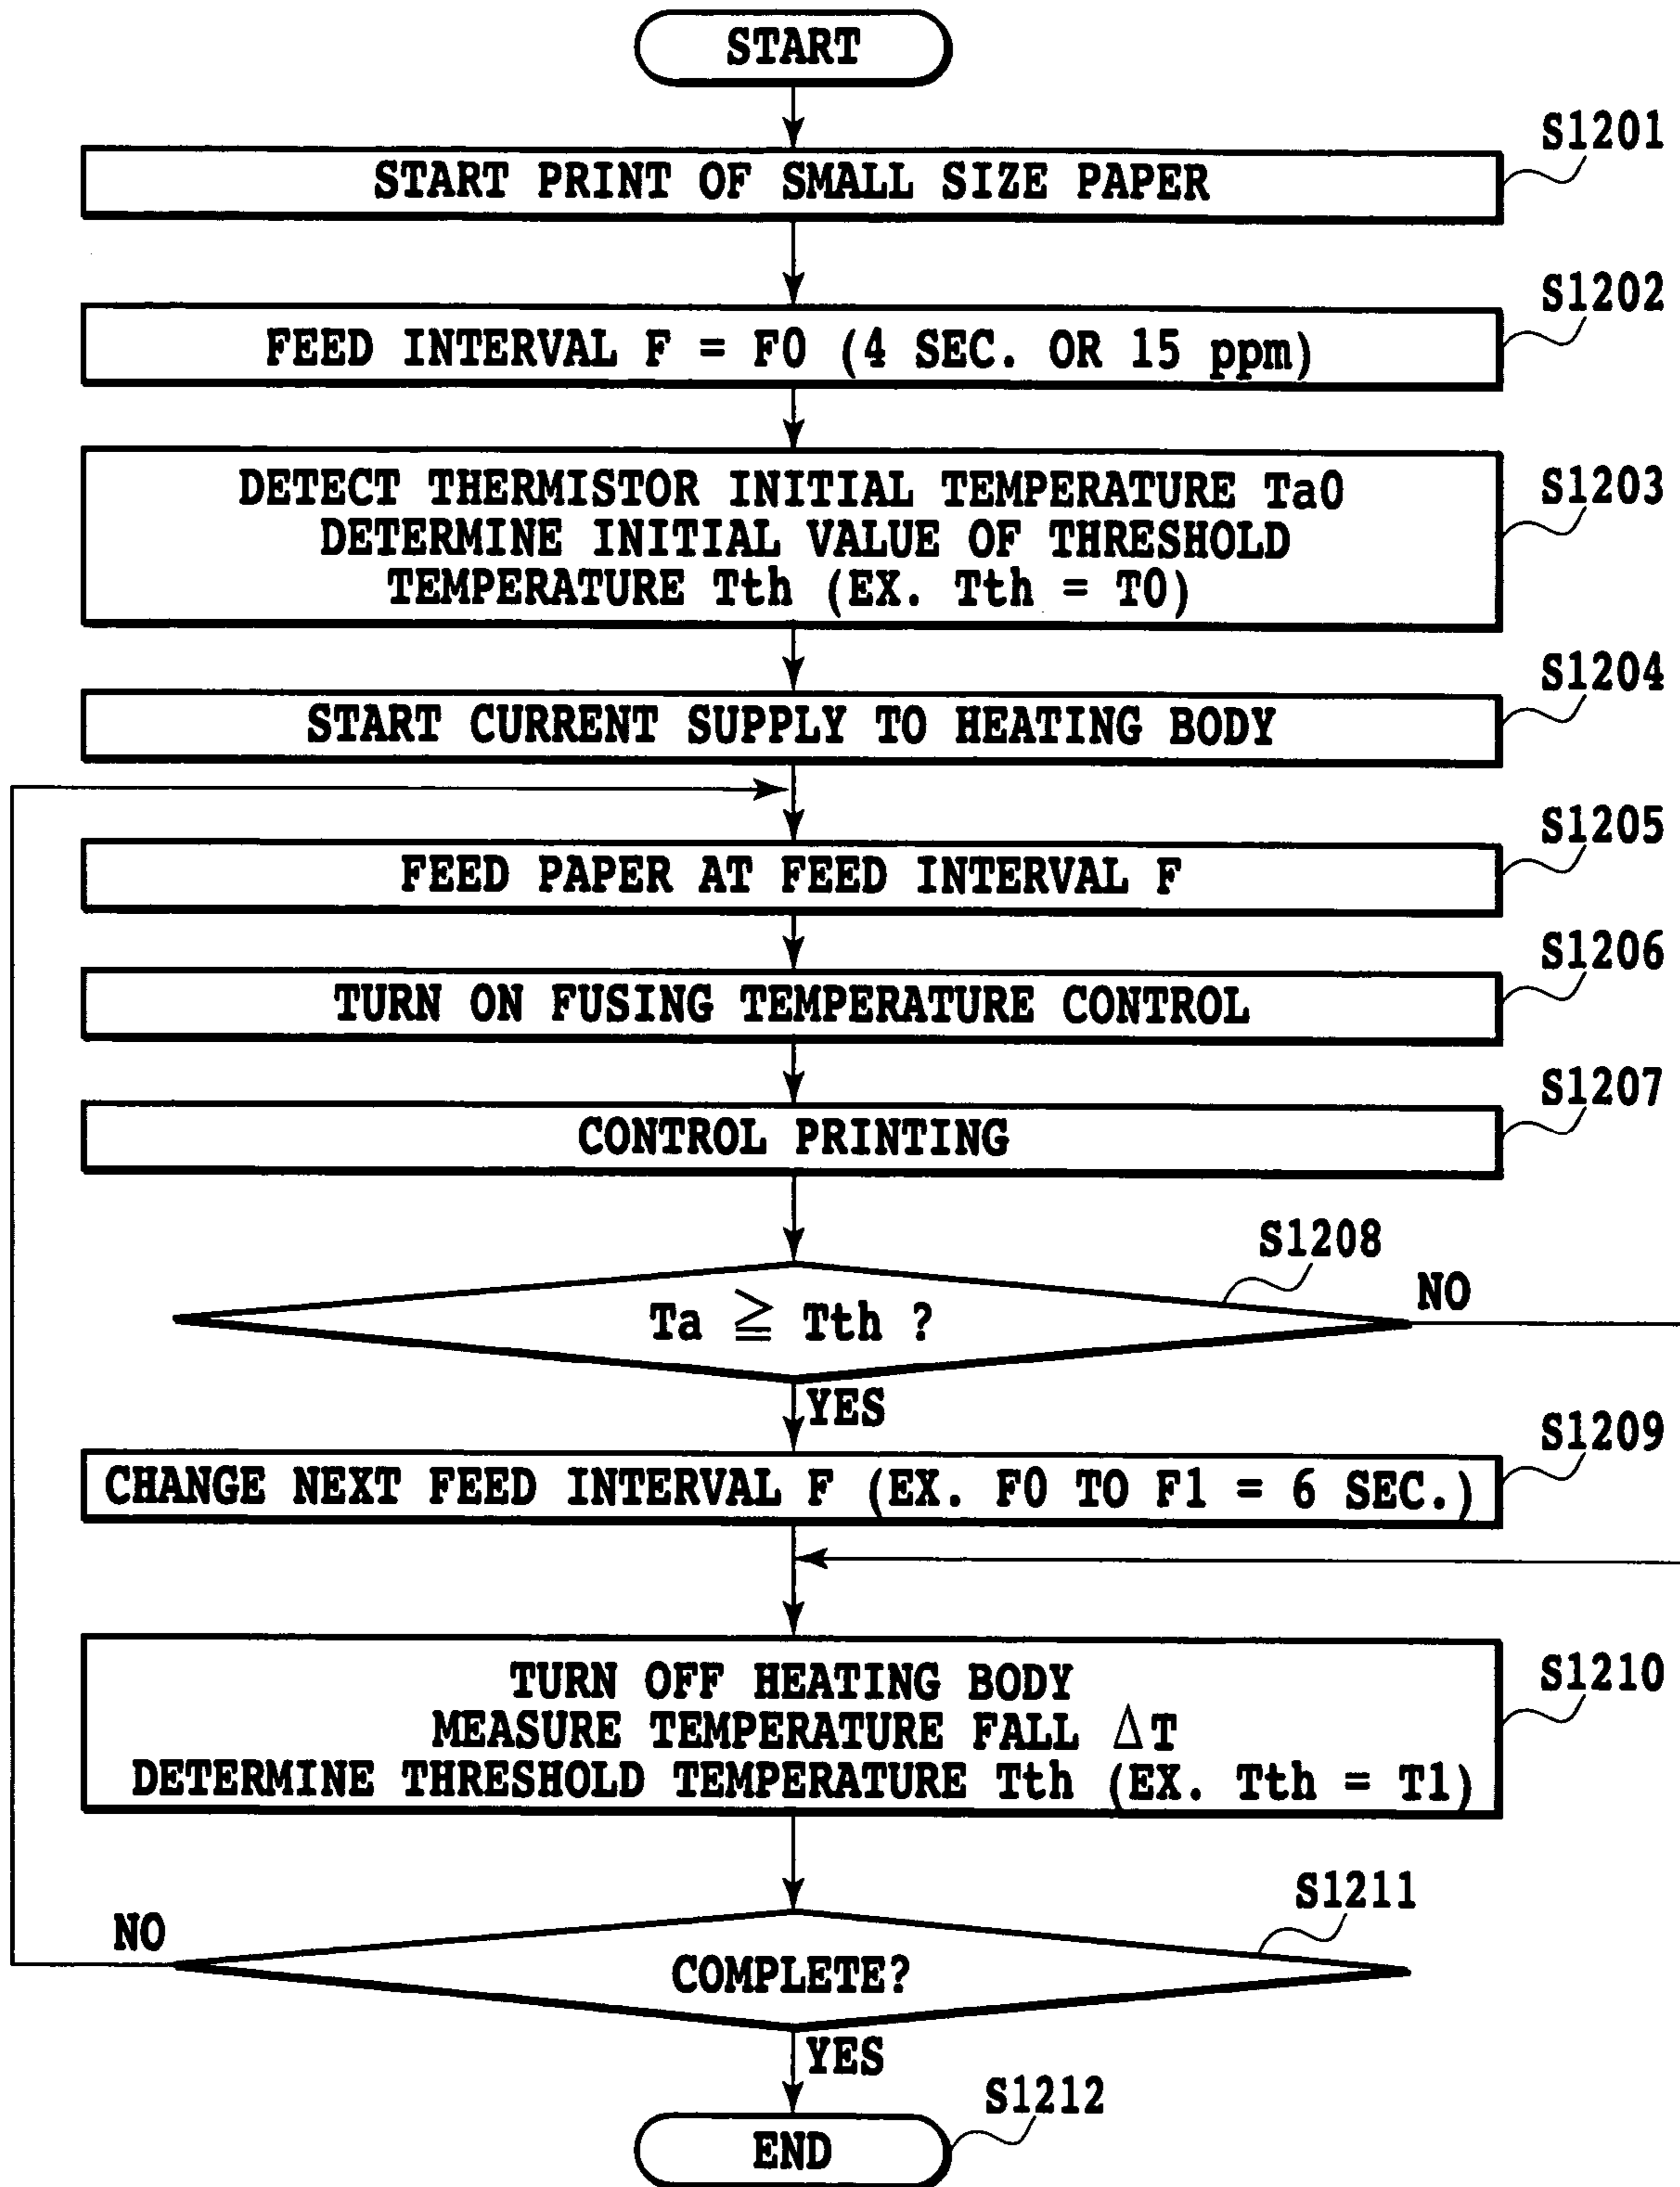 START
S1201
START PRINT OF SMALL SIZE PAPER
S1202
FEED INTERVAL F = F0 (4 SEC. OR 15 ppm)
S1203
DETECT THERMISTOR INITIAL TEMPERATURE Ta0
DETERMINE INITIAL VALUE OF THRESHOLD
TEMPERATURE Tth (EX. Tth = T0)
S1204
START CURRENT SUPPLY TO HEATING BODY
S1205
FEED PAPER AT FEED INTERVAL F
S1206
TURN ON FUSING TEMPERATURE CONTROL
S1207
CONTROL PRINTING
S1208
NO
Ta ≧ Tth ?
YES
S1209
CHANGE NEXT FEED INTERVAL F (EX. F0 TO F1 = 6 SEC.)
S1210
TURN OFF HEATING BODY
MEASURE TEMPERATURE FALL ΔT
DETERMINE THRESHOLD TEMPERATURE Tth (EX. Tth = T1)
S1211
NO
COMPLETE?
YES
S1212
END